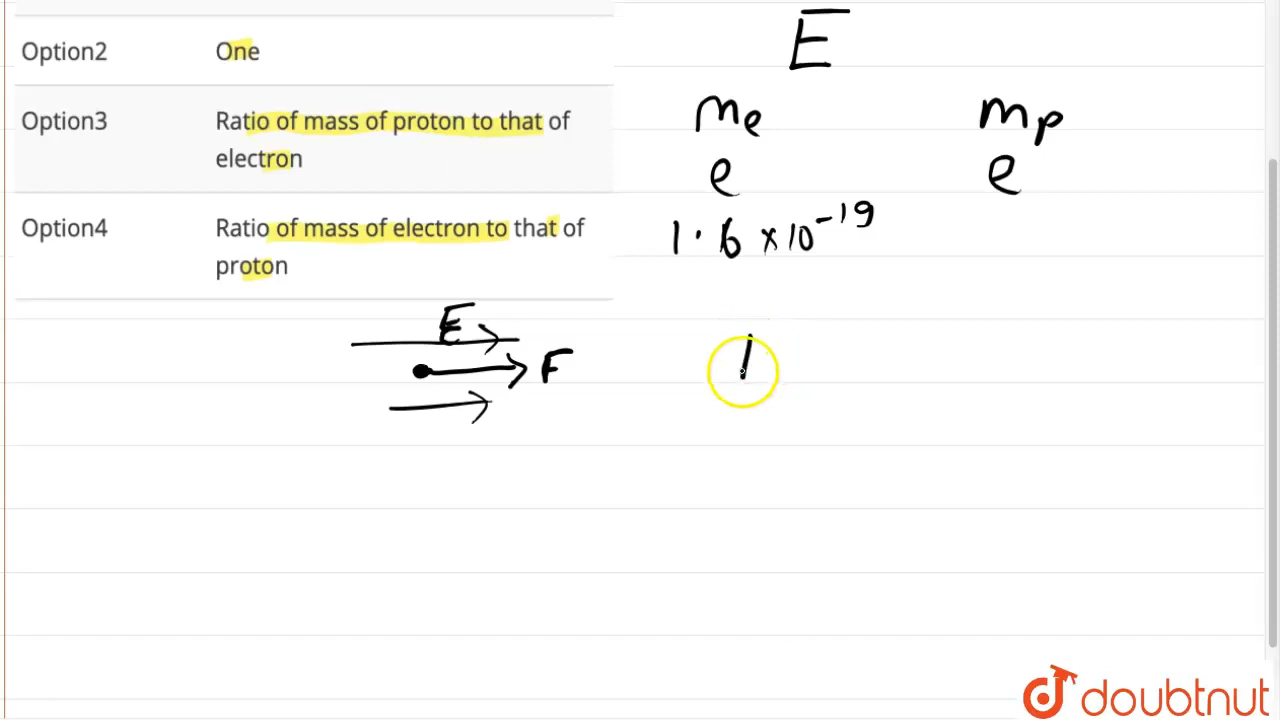 Option2 One
Option3 Ratio of mass of proton to that of
electron
Option4 Ratio of mass of electron to that of
proton
E
me mp
e e
1.6 ×10⁻¹⁹
E
F
doubtnut